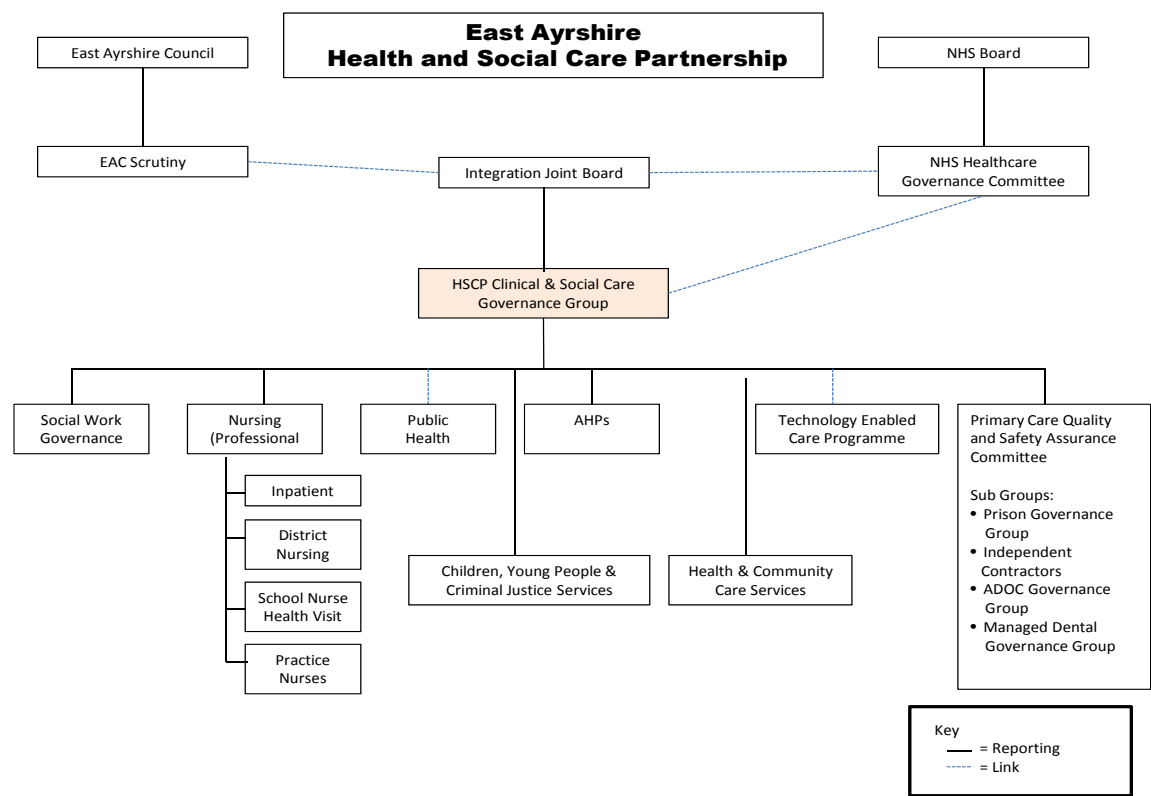 East Ayrshire
Health and Social Care Partnership
East Ayrshire Council
NHS Board
EAC Scrutiny
Integration Joint Board
NHS Healthcare
Governance Committee
HSCP Clinical & Social Care
Governance Group
Social Work
Governance
Nursing
(Professional
Public
Health
AHPs
Technology Enabled
Care Programme
Primary Care Quality
and Safety Assurance
Committee
Sub Groups:
• Prison Governance
Group
• Independent
Contractors
• ADOC Governance
Group
• Managed Dental
Governance Group
Inpatient
District
Nursing
School Nurse
Health Visit
Practice
Nurses
Children, Young People &
Criminal Justice Services
Health & Community
Care Services
Key
= Reporting
= Link